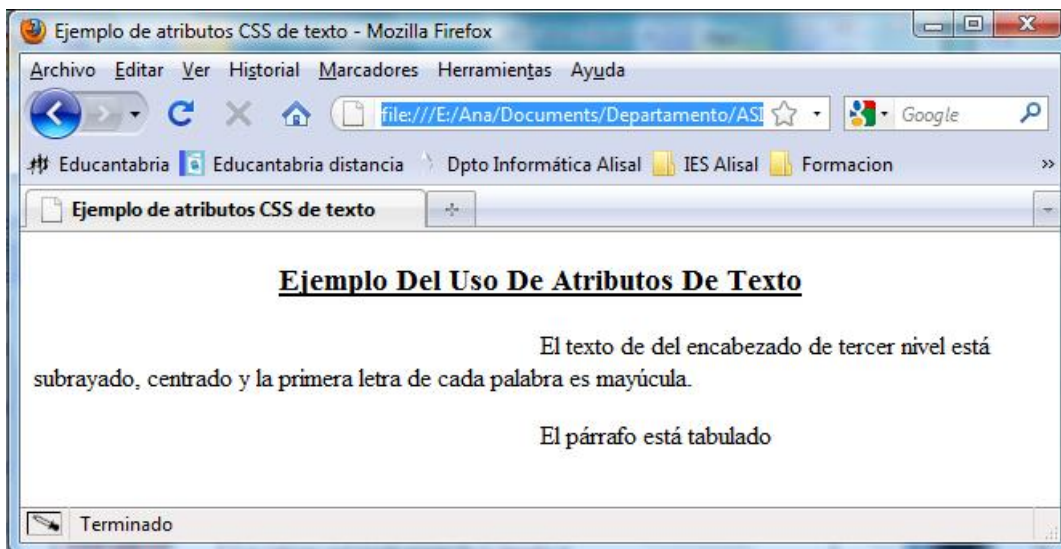 Ejemplo de atributos CSS de texto - Mozilla Firefox
Archivo Editar Ver Historial Marcadores Herramientas Ayuda
file:///E:/Ana/Documents/Departamento/ASI Google
Educantabria Educantabria distancia Dpto Informática Alisal IES Alisal Formacion »
Ejemplo de atributos CSS de texto
Ejemplo Del Uso De Atributos De Texto
El texto de del encabezado de tercer nivel está
subrayado, centrado y la primera letra de cada palabra es mayúcula.
El párrafo está tabulado
Terminado